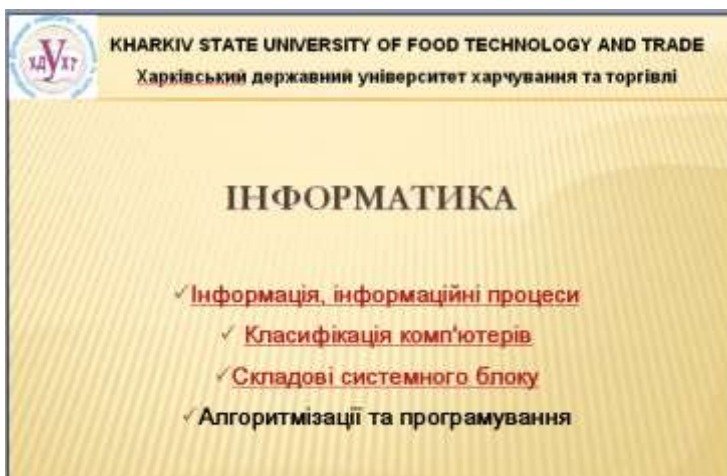 ХДУХТ
KHARKIV STATE UNIVERSITY OF FOOD TECHNOLOGY AND TRADE
Харківський державний університет харчування та торгівлі
ІНФОРМАТИКА
Інформація, інформаційні процеси
Класифікація комп'ютерів
Складові системного блоку
Алгоритмізації та програмування